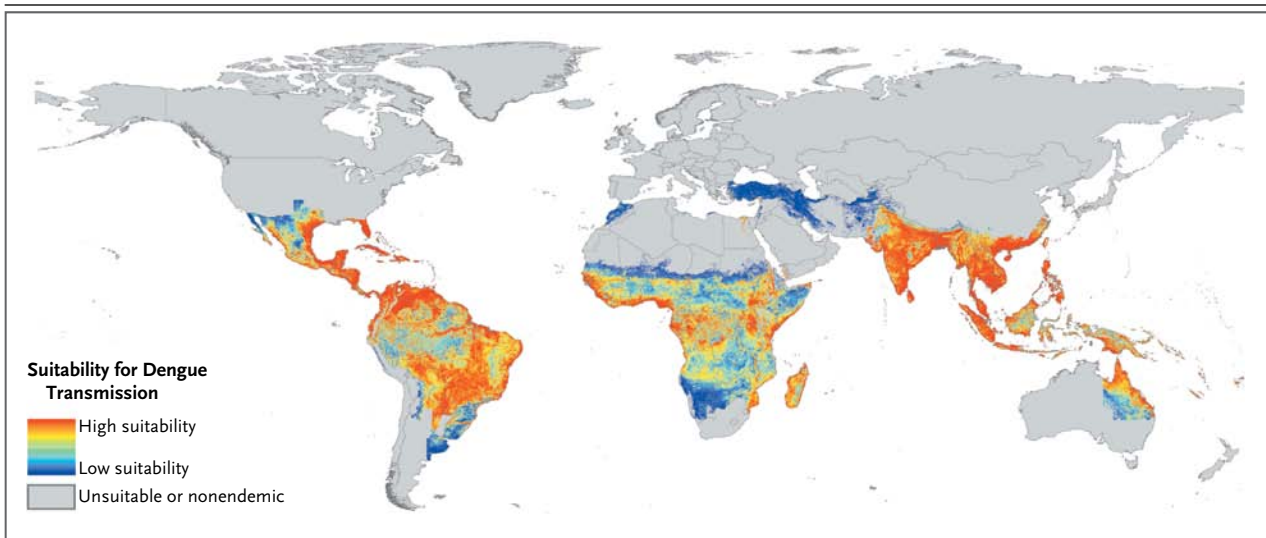 Suitability for Dengue
Transmission
High suitability
Low suitability
Unsuitable or nonendemic